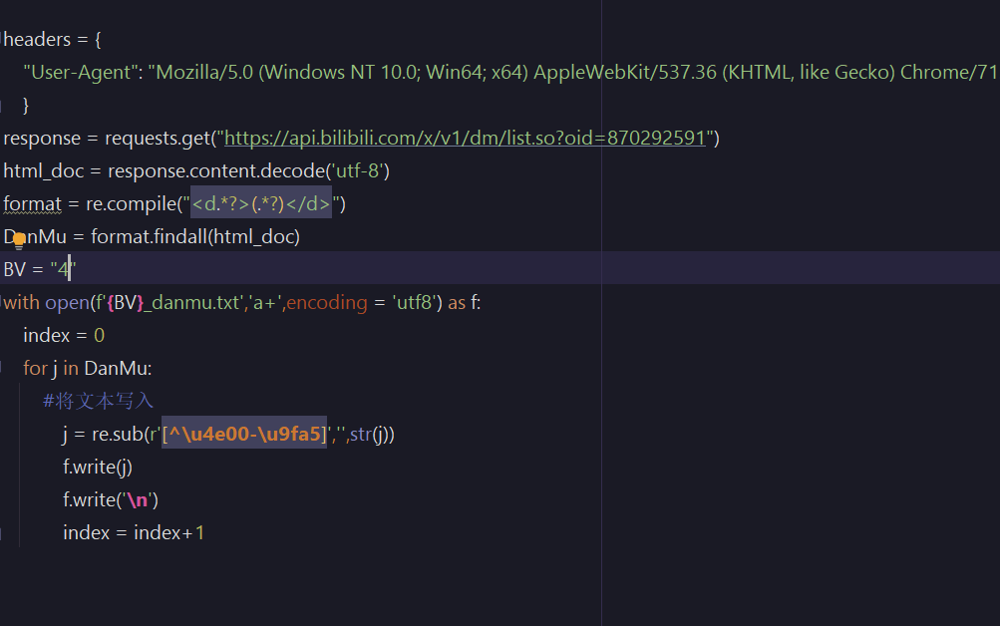 headers = {
"User-Agent": "Mozilla/5.0 (Windows NT 10.0; Win64; x64) AppleWebKit/537.36 (KHTML, like Gecko) Chrome/71
}
response = requests.get("https://api.bilibili.com/x/v1/dm/list.so?oid=870292591")
html_doc = response.content.decode('utf-8')
format = re.compile("<d.*?>(.*?)</d>")
DanMu = format.findall(html_doc)
BV = "4"
with open(f'{BV}_danmu.txt','a+',encoding = 'utf8') as f:
index = 0
for j in DanMu:
#将文本写入
j = re.sub(r'[^\u4e00-\u9fa5]','',str(j))
f.write(j)
f.write('\n')
index = index+1